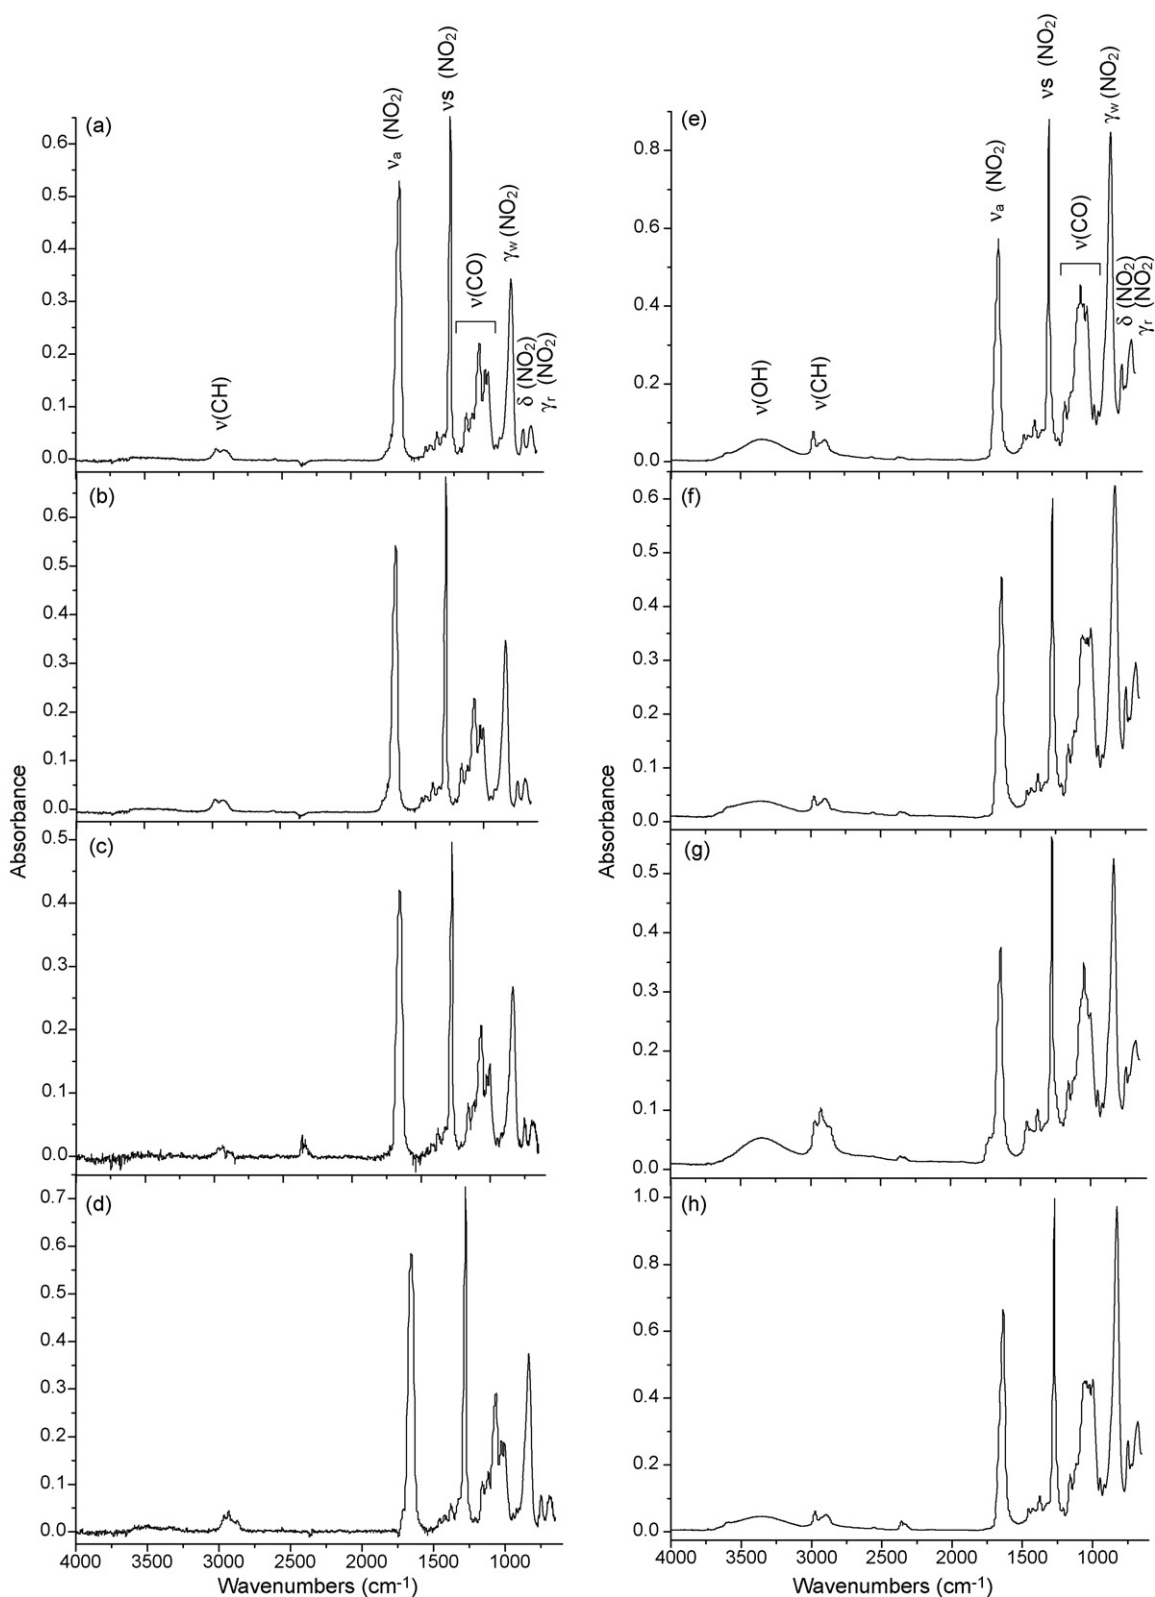 (a)
νa (NO2)
νs (NO2)
ν(CO)
γw (NO2)
δ (NO2)
γr (NO2)
ν(CH)
0.6
0.5
0.4
0.3
0.2
0.1
0.0
(b)
0.6
0.5
0.4
0.3
0.2
0.1
0.0
(c)
0.5
0.4
0.3
0.2
0.1
0.0
(d)
0.7
0.6
0.5
0.4
0.3
0.2
0.1
0.0
Absorbance
4000 3500 3000 2500 2000 1500 1000
Wavenumbers (cm-1)
(e)
νa (NO2)
νs (NO2)
ν(CO)
γw (NO2)
δ (NO2)
γr (NO2)
ν(OH)
ν(CH)
0.8
0.6
0.4
0.2
0.0
(f)
0.6
0.5
0.4
0.3
0.2
0.1
0.0
(g)
0.5
0.4
0.3
0.2
0.1
0.0
(h)
1.0
0.8
0.6
0.4
0.2
0.0
Absorbance
4000 3500 3000 2500 2000 1500 1000
Wavenumbers (cm-1)